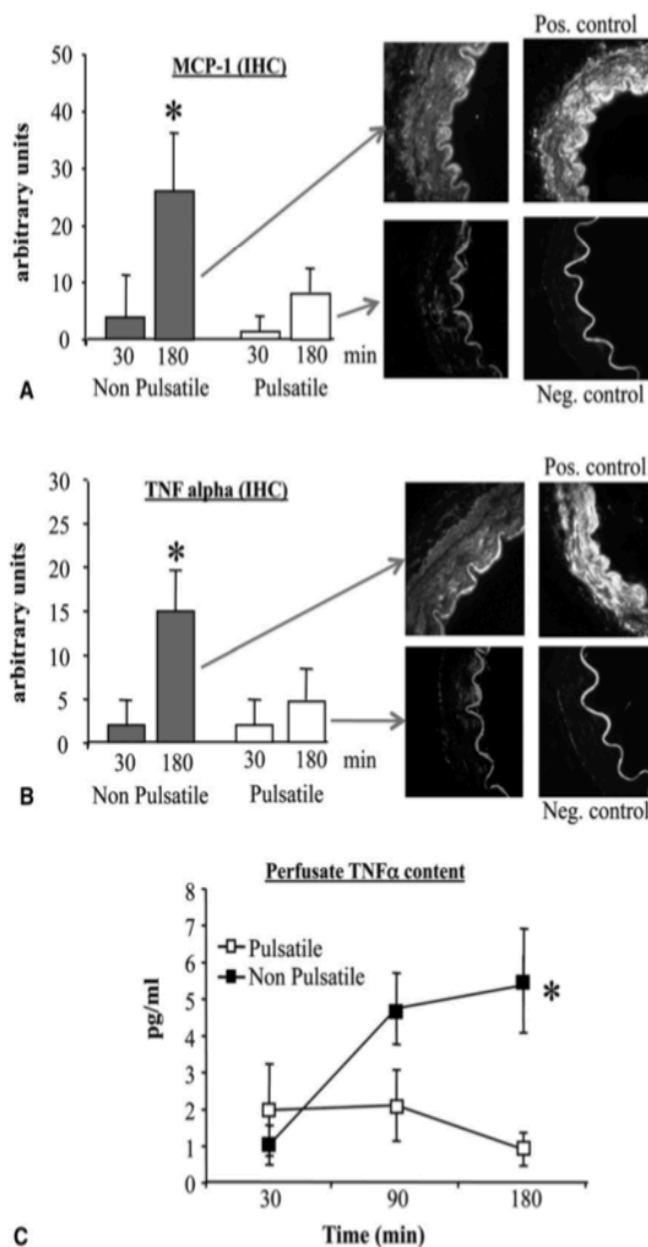 Pos. control
MCP-1 (IHC)
50
40
30
20
10
0
arbitrary units
*
30 180 30 180 min
Non Pulsatile Pulsatile
A
Neg. control
Pos. control
TNF alpha (IHC)
30
25
20
15
10
5
0
arbitrary units
*
30 180 30 180 min
Non Pulsatile Pulsatile
B
Neg. control
Perfusate TNFα content
8
7
6
5
4
3
2
1
0
pg/ml
Pulsatile
Non Pulsatile
*
30 90 180
Time (min)
C